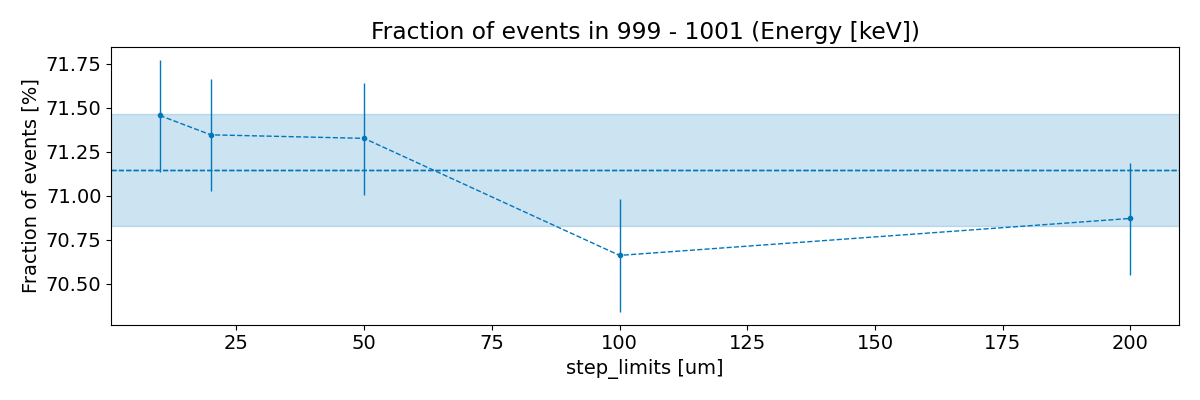 Fraction of events in 999 - 1001 (Energy [keV])
Fraction of events [%]
71.75
71.50
71.25
71.00
70.75
70.50
25 50 75 100 125 150 175 200
step_limits [um]